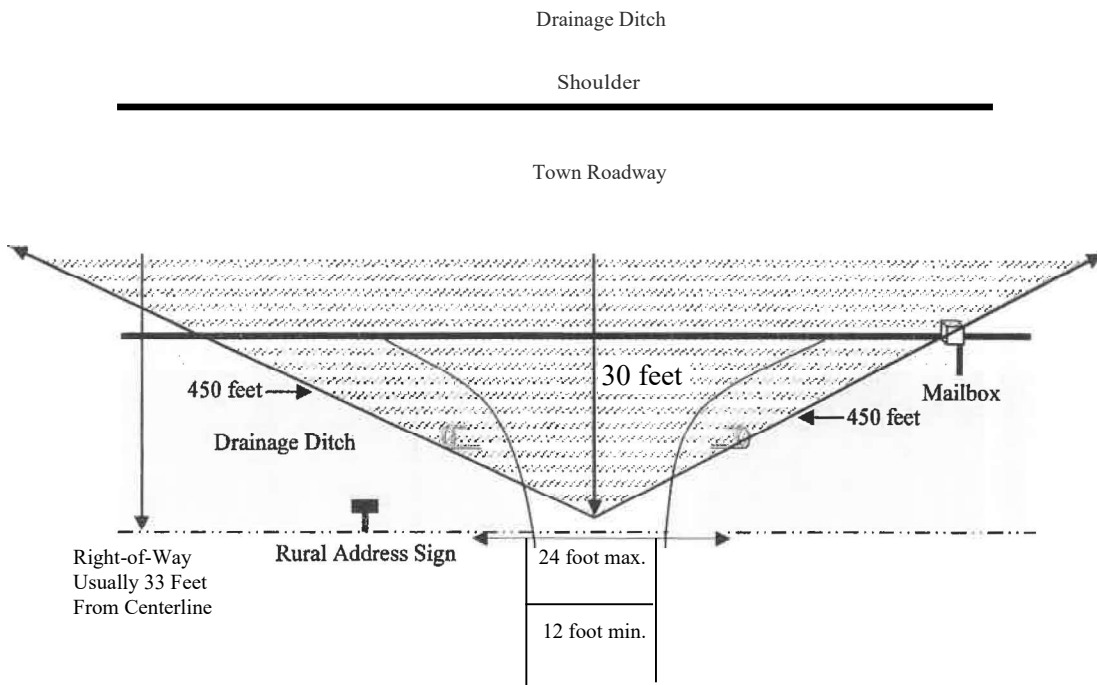 Drainage Ditch
Shoulder
Town Roadway
30 feet
450 feet
450 feet
Mailbox
Drainage Ditch
Rural Address Sign
Right-of-Way
Usually 33 Feet
From Centerline
24 foot max.
12 foot min.